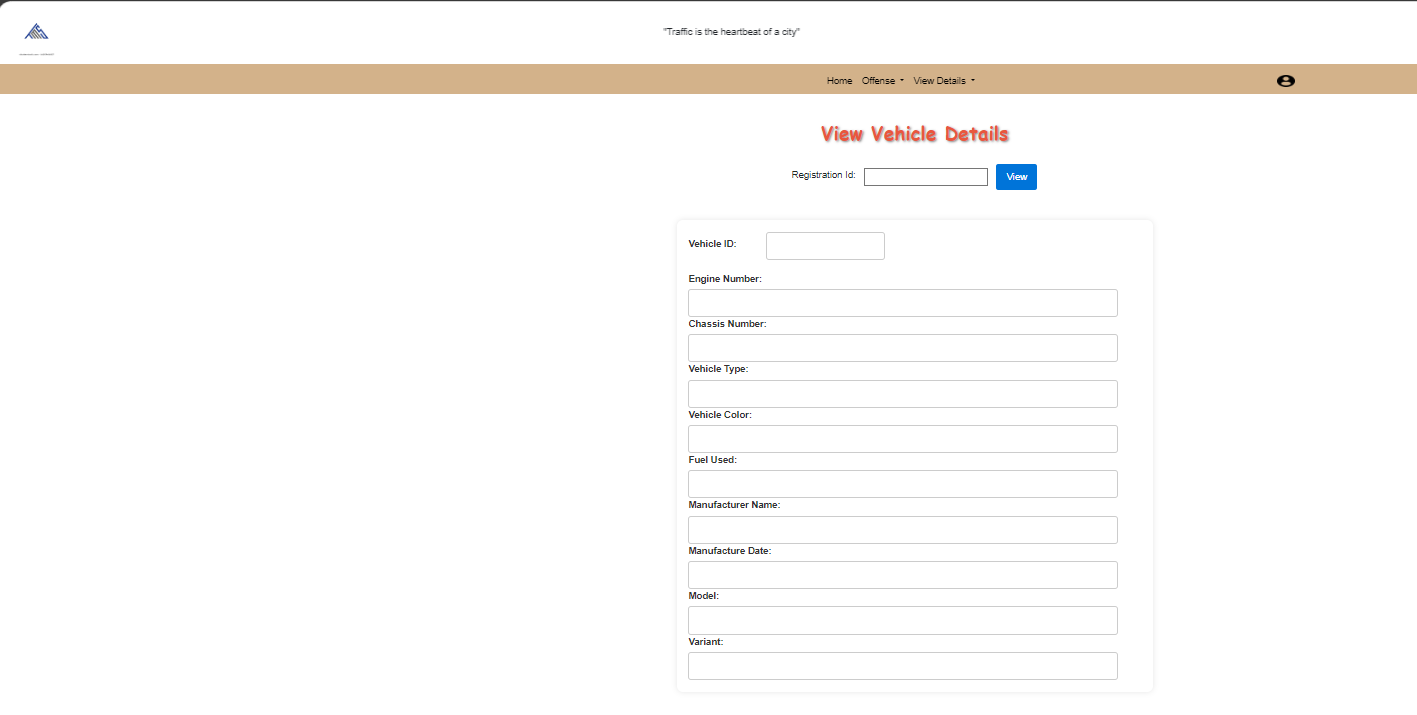 "Traffic is the heartbeat of a city"
Home Offense View Details
View Vehicle Details
Registration Id: View
Vehicle ID:
Engine Number:
Chassis Number:
Vehicle Type:
Vehicle Color:
Fuel Used:
Manufacturer Name:
Manufacture Date:
Model:
Variant: